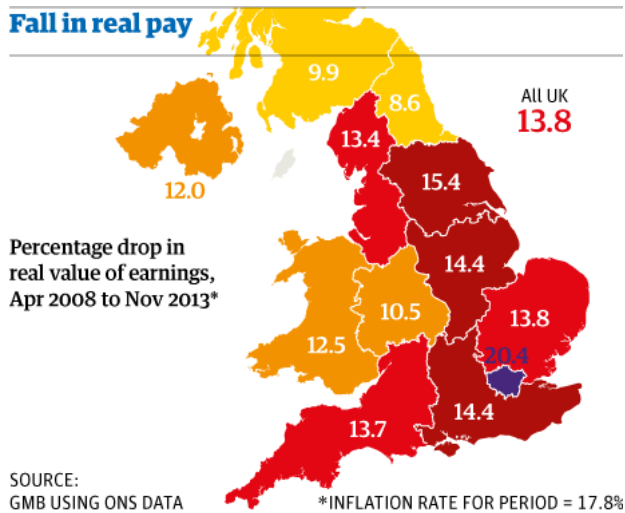 Fall in real pay
9.9
8.6
All UK
13.8
13.4
12.0
15.4
Percentage drop in
real value of earnings,
Apr 2008 to Nov 2013*
14.4
10.5
13.8
12.5
20.4
14.4
13.7
SOURCE:
GMB USING ONS DATA
*INFLATION RATE FOR PERIOD = 17.8%